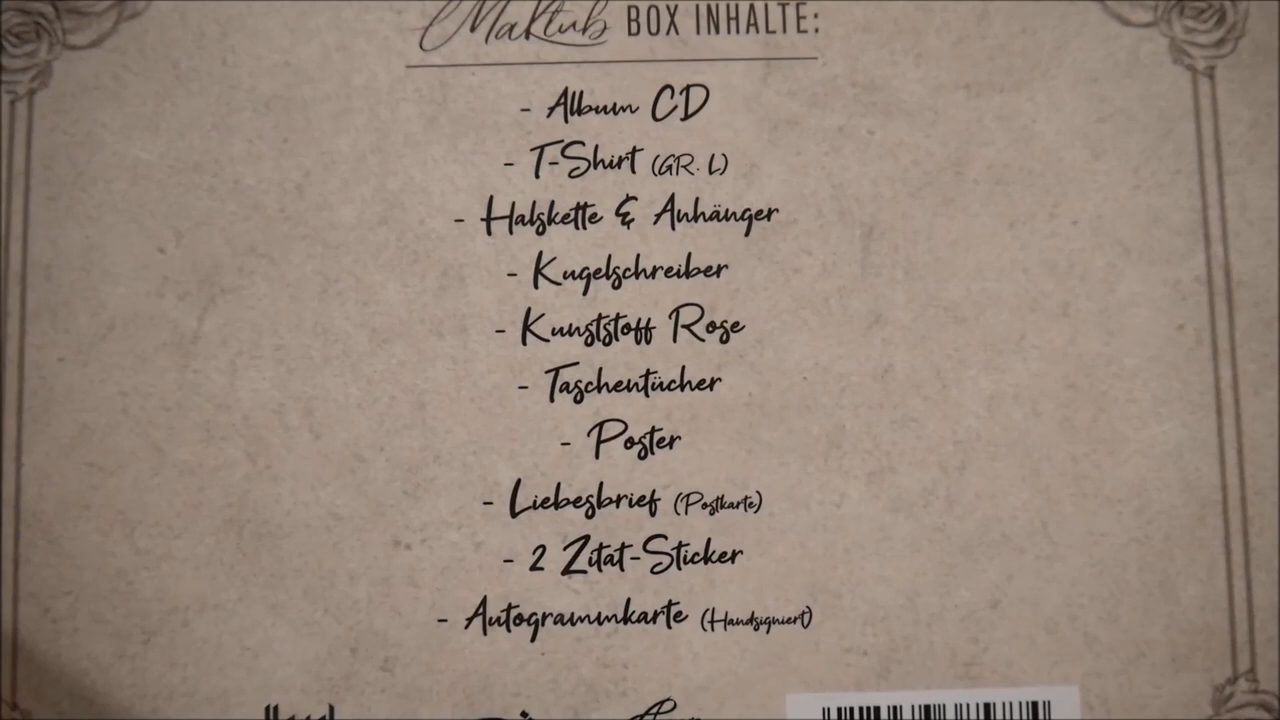 Maktub BOX INHALTE:
- Album CD
- T-Shirt (GR. L)
- Halskette & Anhänger
- Kugelschreiber
- Kunststoff Rose
- Taschentücher
- Poster
- Liebesbrief (Postkarte)
- 2 Zitat-Sticker
- Autogrammkarte (Handsigniert)